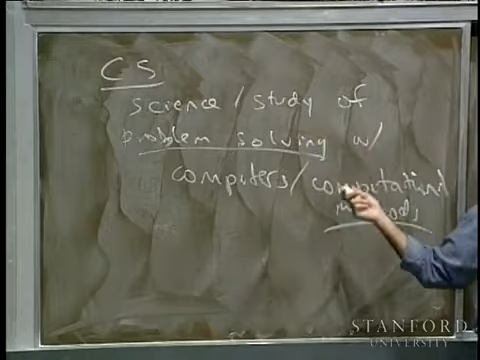 CS
science/study of
problem solving w/
computers/computational
methods
STANFORD
UNIVERSITY